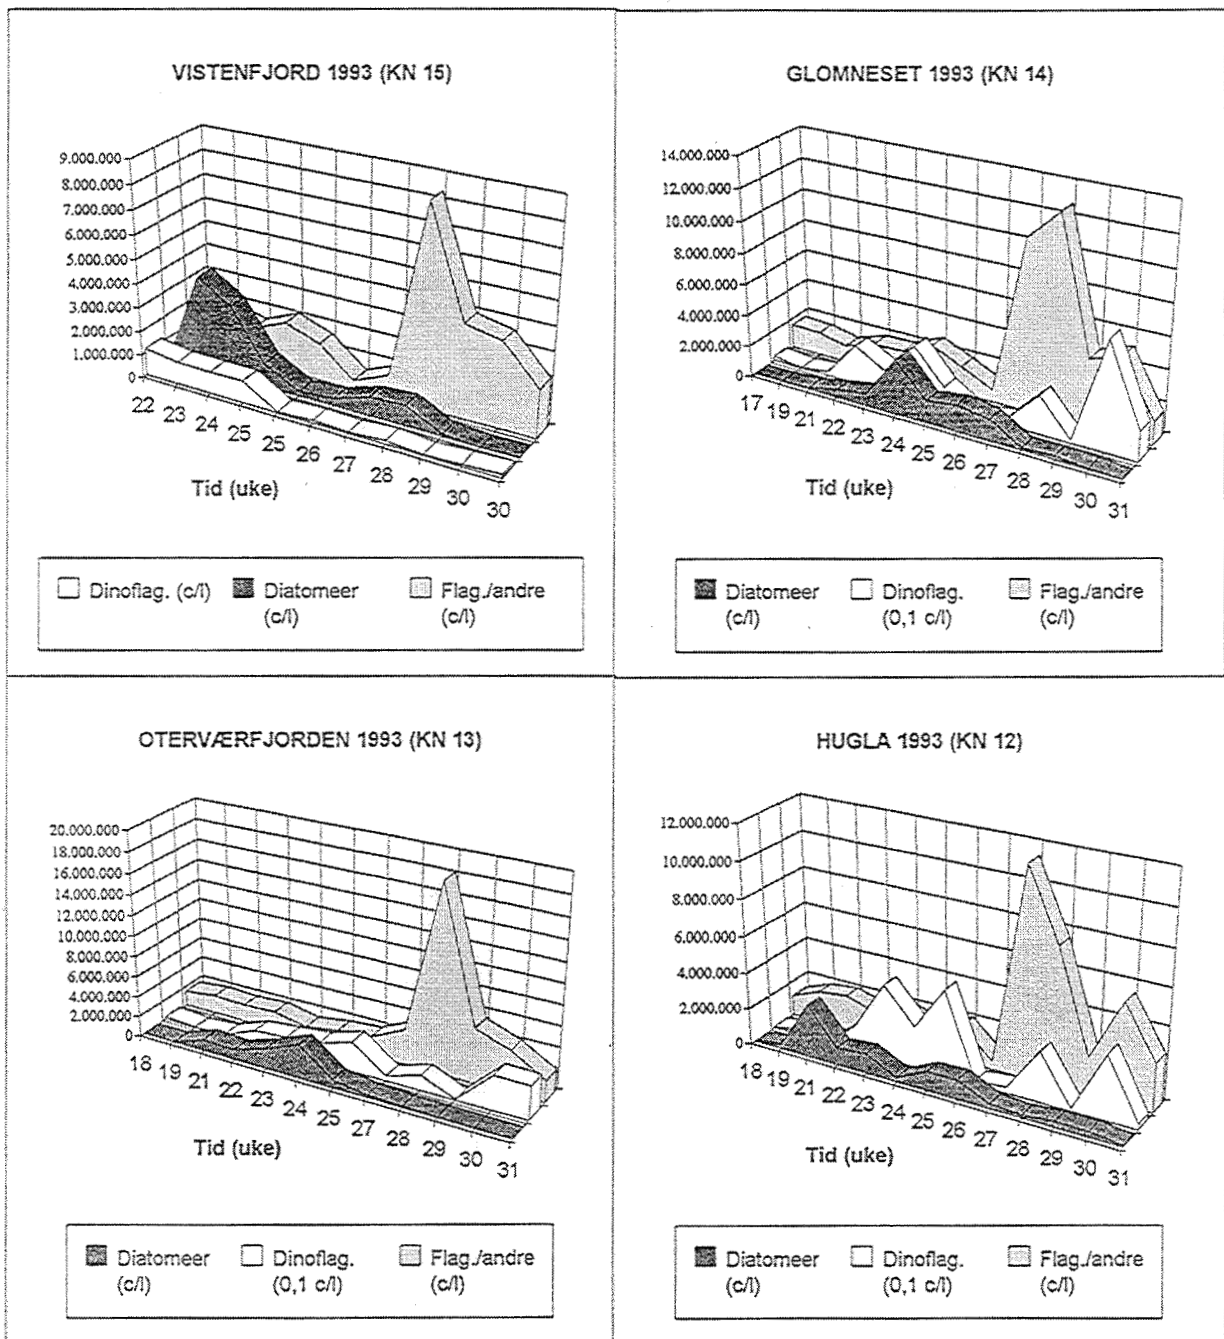 VISTENFJORD 1993 (KN 15)
9.000.000
8.000.000
7.000.000
6.000.000
5.000.000
4.000.000
3.000.000
2.000.000
1.000.000
0
22 23 24 25 25 26 27 28 29 30 30
Tid (uke)
Dinoflag. (c/l) Diatomeer Flag./andre
(c/l) (c/l)
GLOMNESET 1993 (KN 14)
14.000.000
12.000.000
10.000.000
8.000.000
6.000.000
4.000.000
2.000.000
0
17 19 21 22 23 24 25 26 27 28 29 30 31
Tid (uke)
Diatomeer Dinoflag. Flag./andre
(c/l) (0,1 c/l) (c/l)
OTERVÆRFJORDEN 1993 (KN 13)
20.000.000
18.000.000
16.000.000
14.000.000
12.000.000
10.000.000
8.000.000
6.000.000
4.000.000
2.000.000
0
18 19 21 22 23 24 25 27 28 29 30 31
Tid (uke)
Diatomeer Dinoflag. Flag./andre
(c/l) (0,1 c/l) (c/l)
HUGLA 1993 (KN 12)
12.000.000
10.000.000
8.000.000
6.000.000
4.000.000
2.000.000
0
18 19 21 22 23 24 25 26 27 28 29 30 31
Tid (uke)
Diatomeer Dinoflag. Flag./andre
(c/l) (0,1 c/l) (c/l)